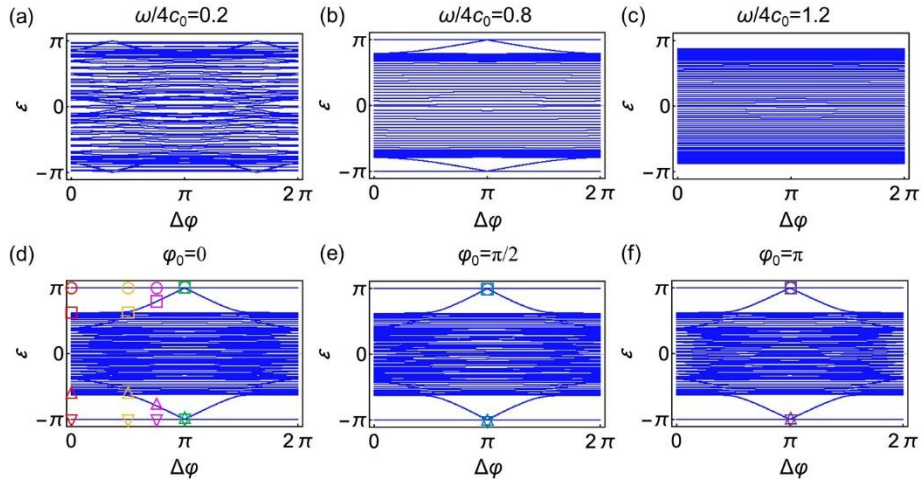 (a) ω/4c₀=0.2
π
ε 0
−π
0 π 2π
Δφ
(b) ω/4c₀=0.8
π
ε 0
−π
0 π 2π
Δφ
(c) ω/4c₀=1.2
π
ε 0
−π
0 π 2π
Δφ
(d) φ₀=0
π
ε 0
−π
0 π 2π
Δφ
(e) φ₀=π/2
π
ε 0
−π
0 π 2π
Δφ
(f) φ₀=π
π
ε 0
−π
0 π 2π
Δφ